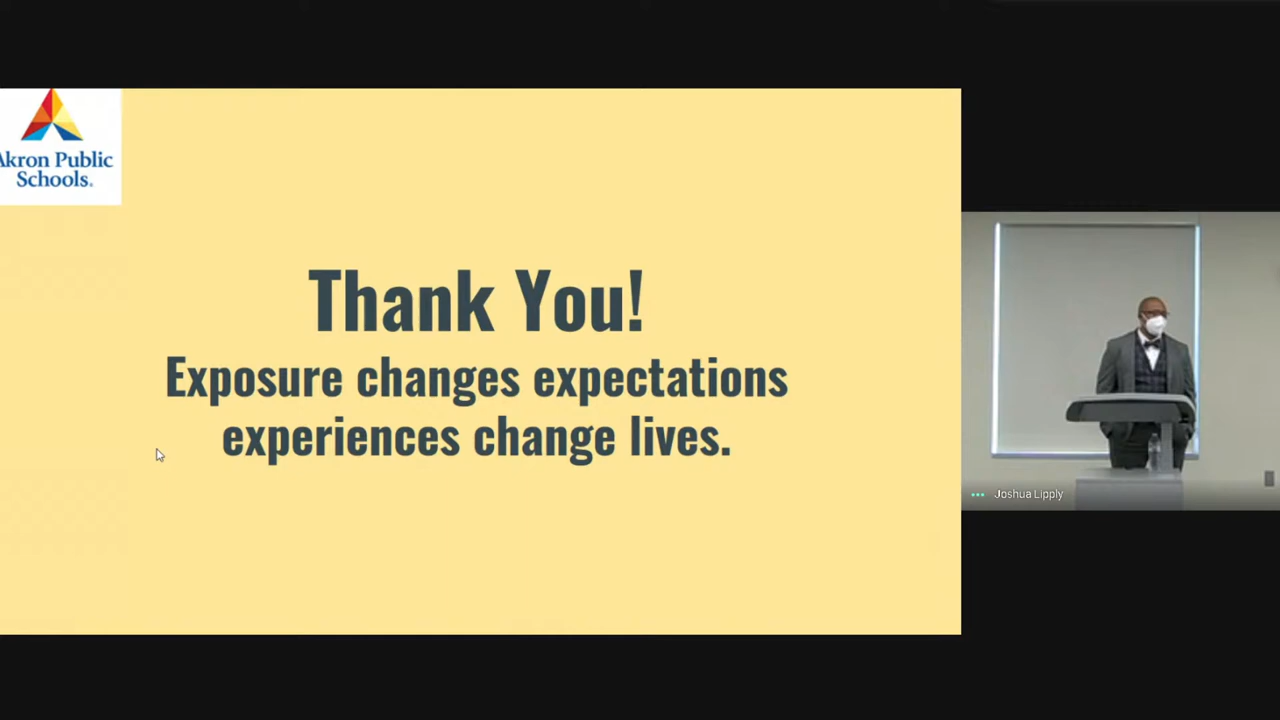 Akron Public
Schools.
Thank You!
Exposure changes expectations
experiences change lives.
Joshua Lipply